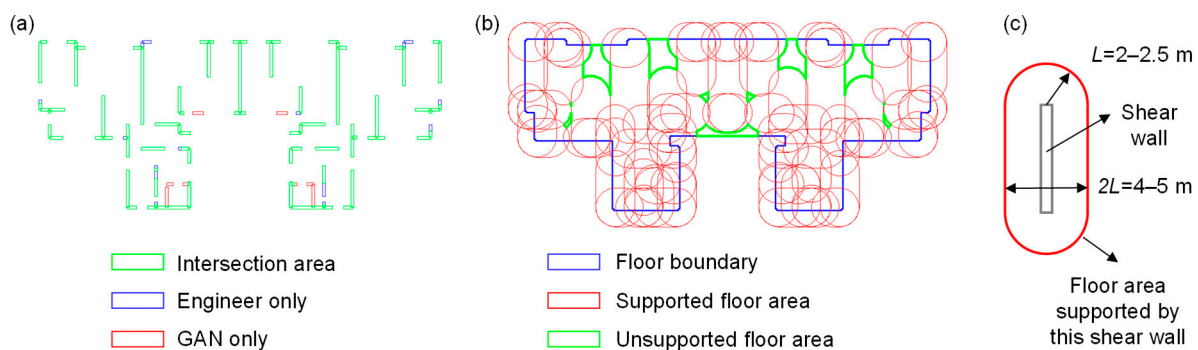 (a)
Intersection area
Engineer only
GAN only
(b)
Floor boundary
Supported floor area
Unsupported floor area
(c)
L=2–2.5 m
Shear
wall
2L=4–5 m
Floor area
supported by
this shear wall